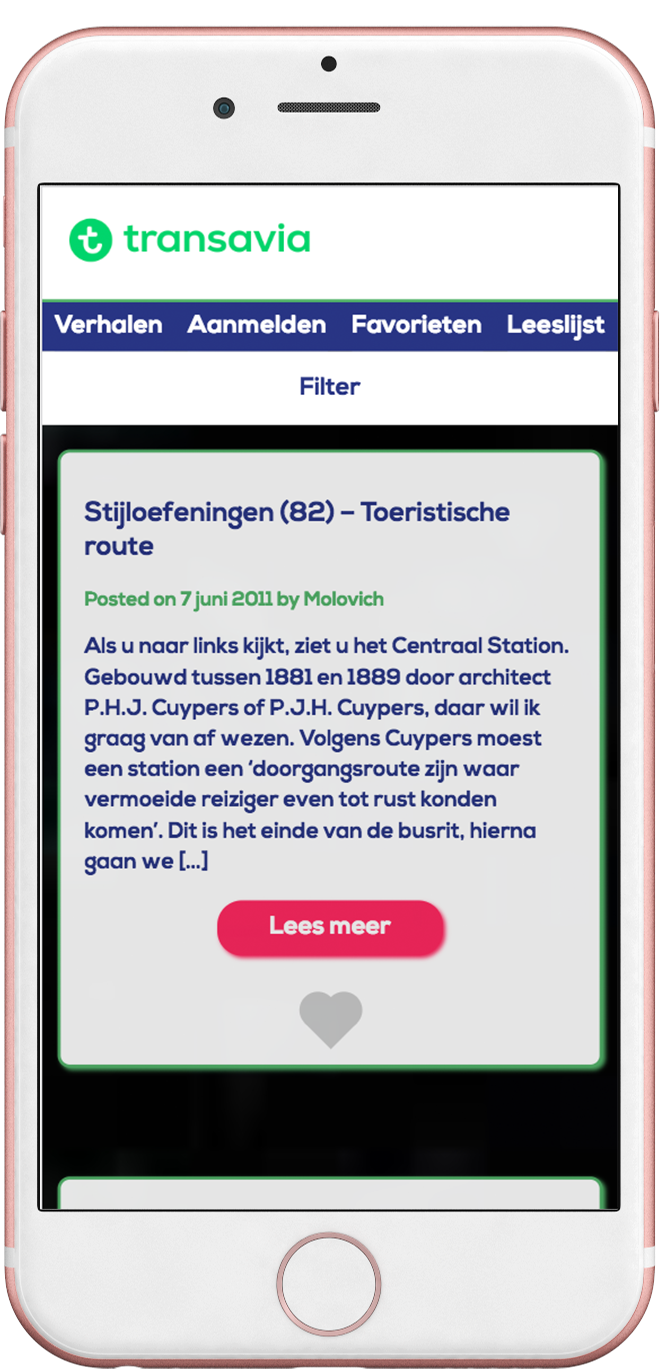 transavia
Verhalen Aanmelden Favorieten Leeslijst
Filter
Stijloefeningen (82) – Toeristische
route
Posted on 7 juni 2011 by Molovich
Als u naar links kijkt, ziet u het Centraal Station.
Gebouwd tussen 1881 en 1889 door architect
P.H.J. Cuypers of P.J.H. Cuypers, daar wil ik
graag van af wezen. Volgens Cuypers moest
een station een ‘doorgangsroute zijn waar
vermoeide reiziger even tot rust konden
komen’. Dit is het einde van de busrit, hierna
gaan we [...]
Lees meer